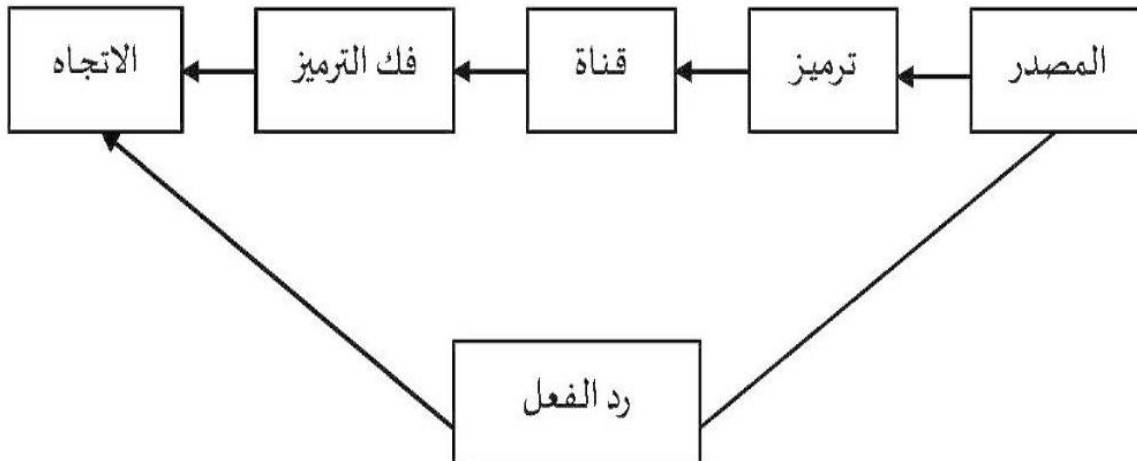 المصدر
ترميز
قناة
فك الترميز
الاتجاه
رد الفعل